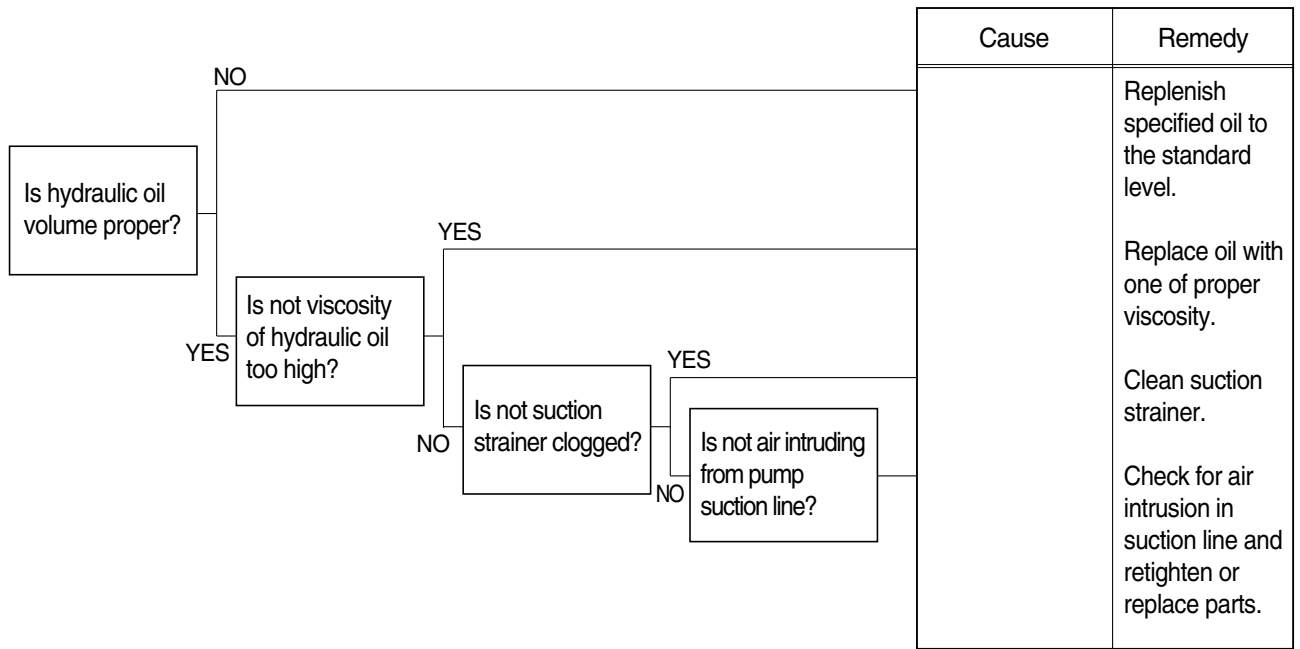 Cause
Remedy
NO
Replenish
specified oil to
the standard
level.
Is hydraulic oil
volume proper?
YES
Replace oil with
one of proper
viscosity.
YES
Is not viscosity
of hydraulic oil
too high?
YES
Clean suction
strainer.
NO
Is not suction
strainer clogged?
NO
Is not air intruding
from pump
suction line?
Check for air
intrusion in
suction line and
retighten or
replace parts.